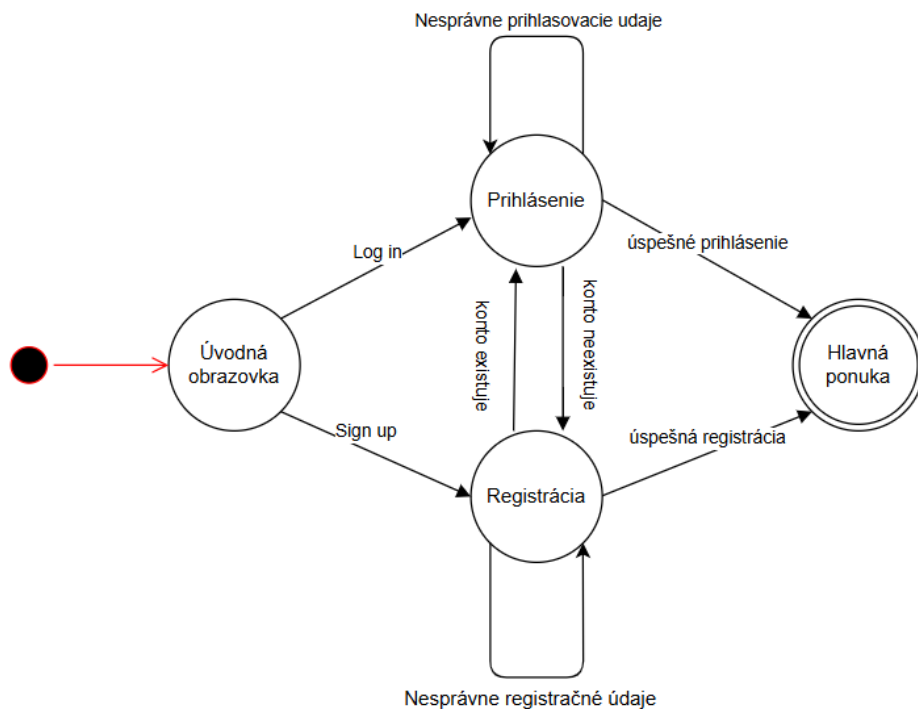 Nesprávne prihlasovacie udaje
Prihlásenie
Log in
úspešné prihlásenie
konto existuje
konto neexistuje
Úvodná
obrazovka
Hlavná
ponuka
Sign up
úspešná registrácia
Registrácia
Nesprávne registračné údaje